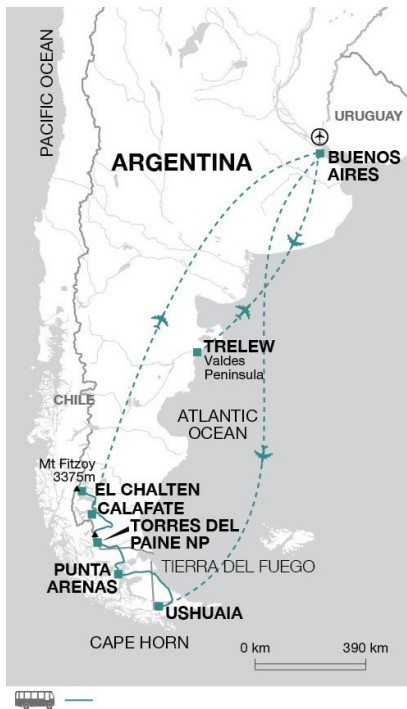 PACIFIC OCEAN
URUGUAY
BUENOS
AIRES
ARGENTINA
TRELEW
Valdes
Peninsula
CHILE
ATLANTIC
OCEAN
Mt Fitzoy
3375m
EL CHALTEN
CALAFATE
TORRES DEL
PAINE NP
PUNTA
ARENAS
TIERRA DEL FUEGO
USHUAIA
CAPE HORN
0 km
390 km